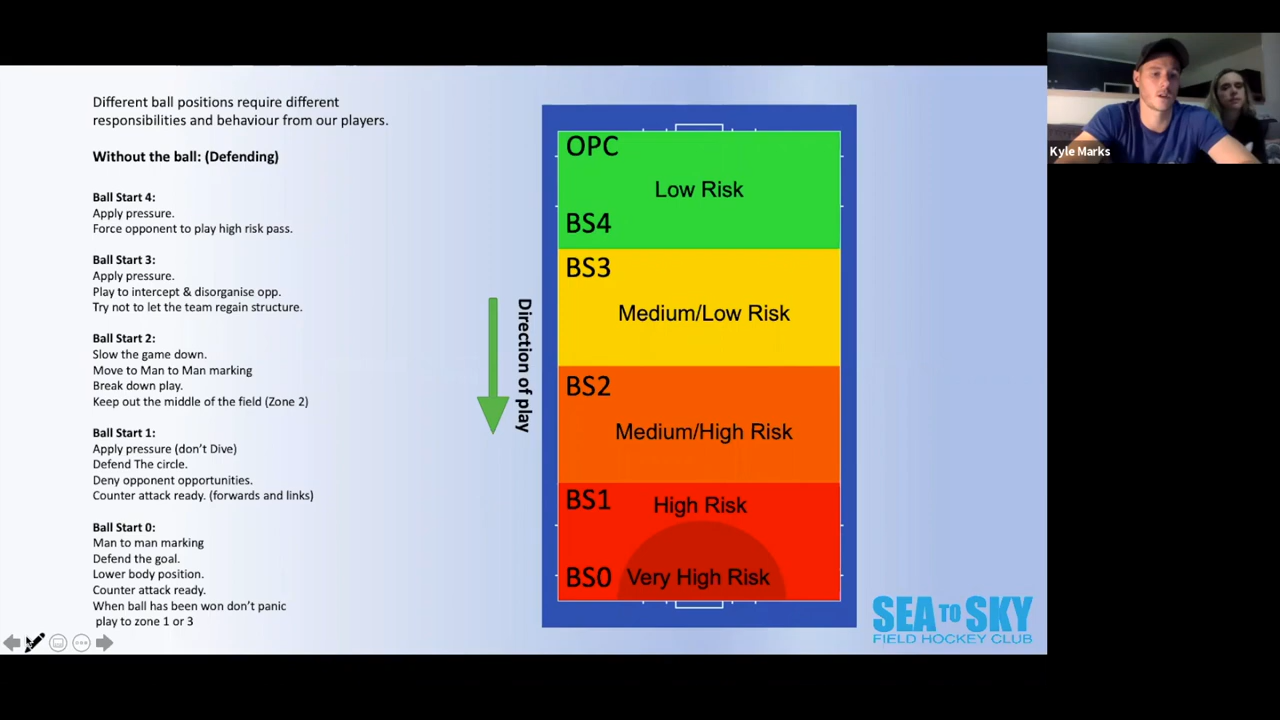 Different ball positions require different
responsibilities and behaviour from our players.
Without the ball: (Defending)
Ball Start 4:
Apply pressure.
Force opponent to play high risk pass.
Ball Start 3:
Apply pressure.
Play to intercept & disorganise opp.
Try not to let the team regain structure.
Ball Start 2:
Slow the game down.
Move to Man to Man marking
Break down play.
Keep out the middle of the field (Zone 2)
Ball Start 1:
Apply pressure (don't Dive)
Defend The circle.
Deny opponent opportunities.
Counter attack ready. (forwards and links)
Ball Start 0:
Man to man marking
Defend the goal.
Lower body position.
Counter attack ready.
When ball has been won don't panic
play to zone 1 or 3
Direction of play
OPC
Low Risk
BS4
BS3
Medium/Low Risk
BS2
Medium/High Risk
BS1 High Risk
BS0 Very High Risk
SEA TO SKY
FIELD HOCKEY CLUB
Kyle Marks